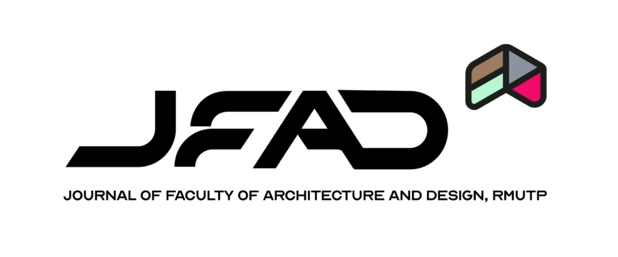 JFAD
JOURNAL OF FACULTY OF ARCHITECTURE AND DESIGN, RMUTP